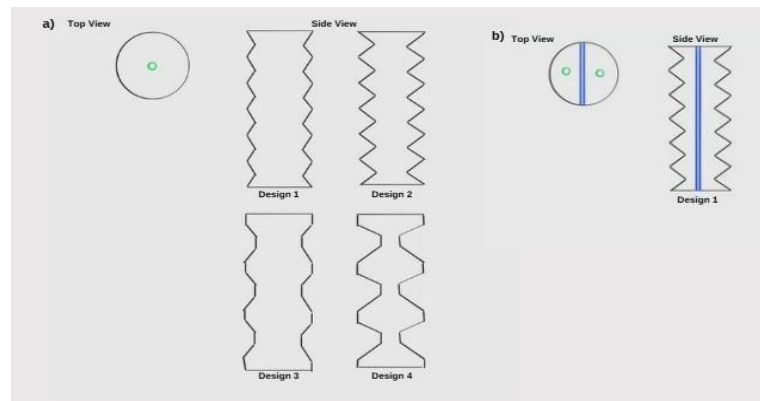 a) Top View
Side View
Design 1
Design 2
Design 3
Design 4
b) Top View
Side View
Design 1